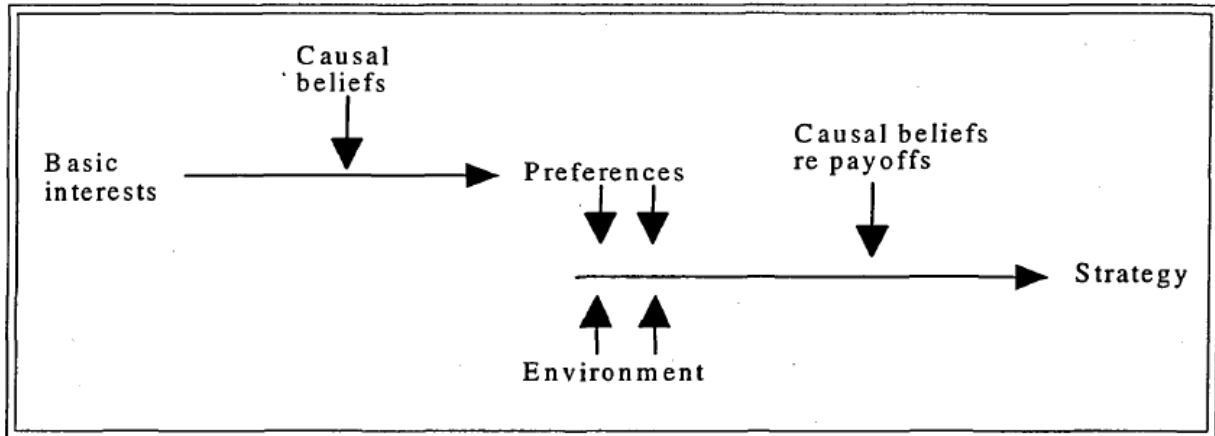 Causal
beliefs
Causal beliefs
re payoffs
Basic
interests
Preferences
Strategy
Environment